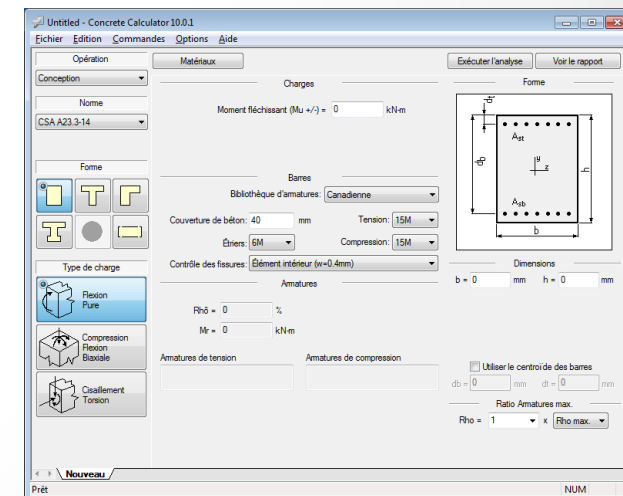 Untitled - Concrete Calculator 10.0.1
Fichier Edition Commandes Options Aide
Opération
Conception
Norme
CSA A23.3-14
Forme
Type de charge
Flexion
Pure
Compression
Flexion
Biaxiale
Cisaillement
Torsion
Matériaux
Exécuter l'analyse
Voir le rapport
Charges
Moment fléchissant (Mu +/-) = 0 kN-m
Barres
Bibliothèque d'armatures: Canadienne
Couverture de béton: 40 mm Tension: 15M
Étriers: 6M Compression: 15M
Contrôle des fissures: Élément intérieur (w=0.4mm)
Armatures
Rhô = 0 %
Mr = 0 kN-m
Armatures de tension Armatures de compression
Forme
dt
Ast
db
y
z
h
Asb
b
Dimensions
b = 0 mm h = 0 mm
Utiliser le centroïde des barres
db = 0 mm dt = 0 mm
Ratio Armatures max.
Rho = 1 x Rho max.
Nouveau
Prêt NUM